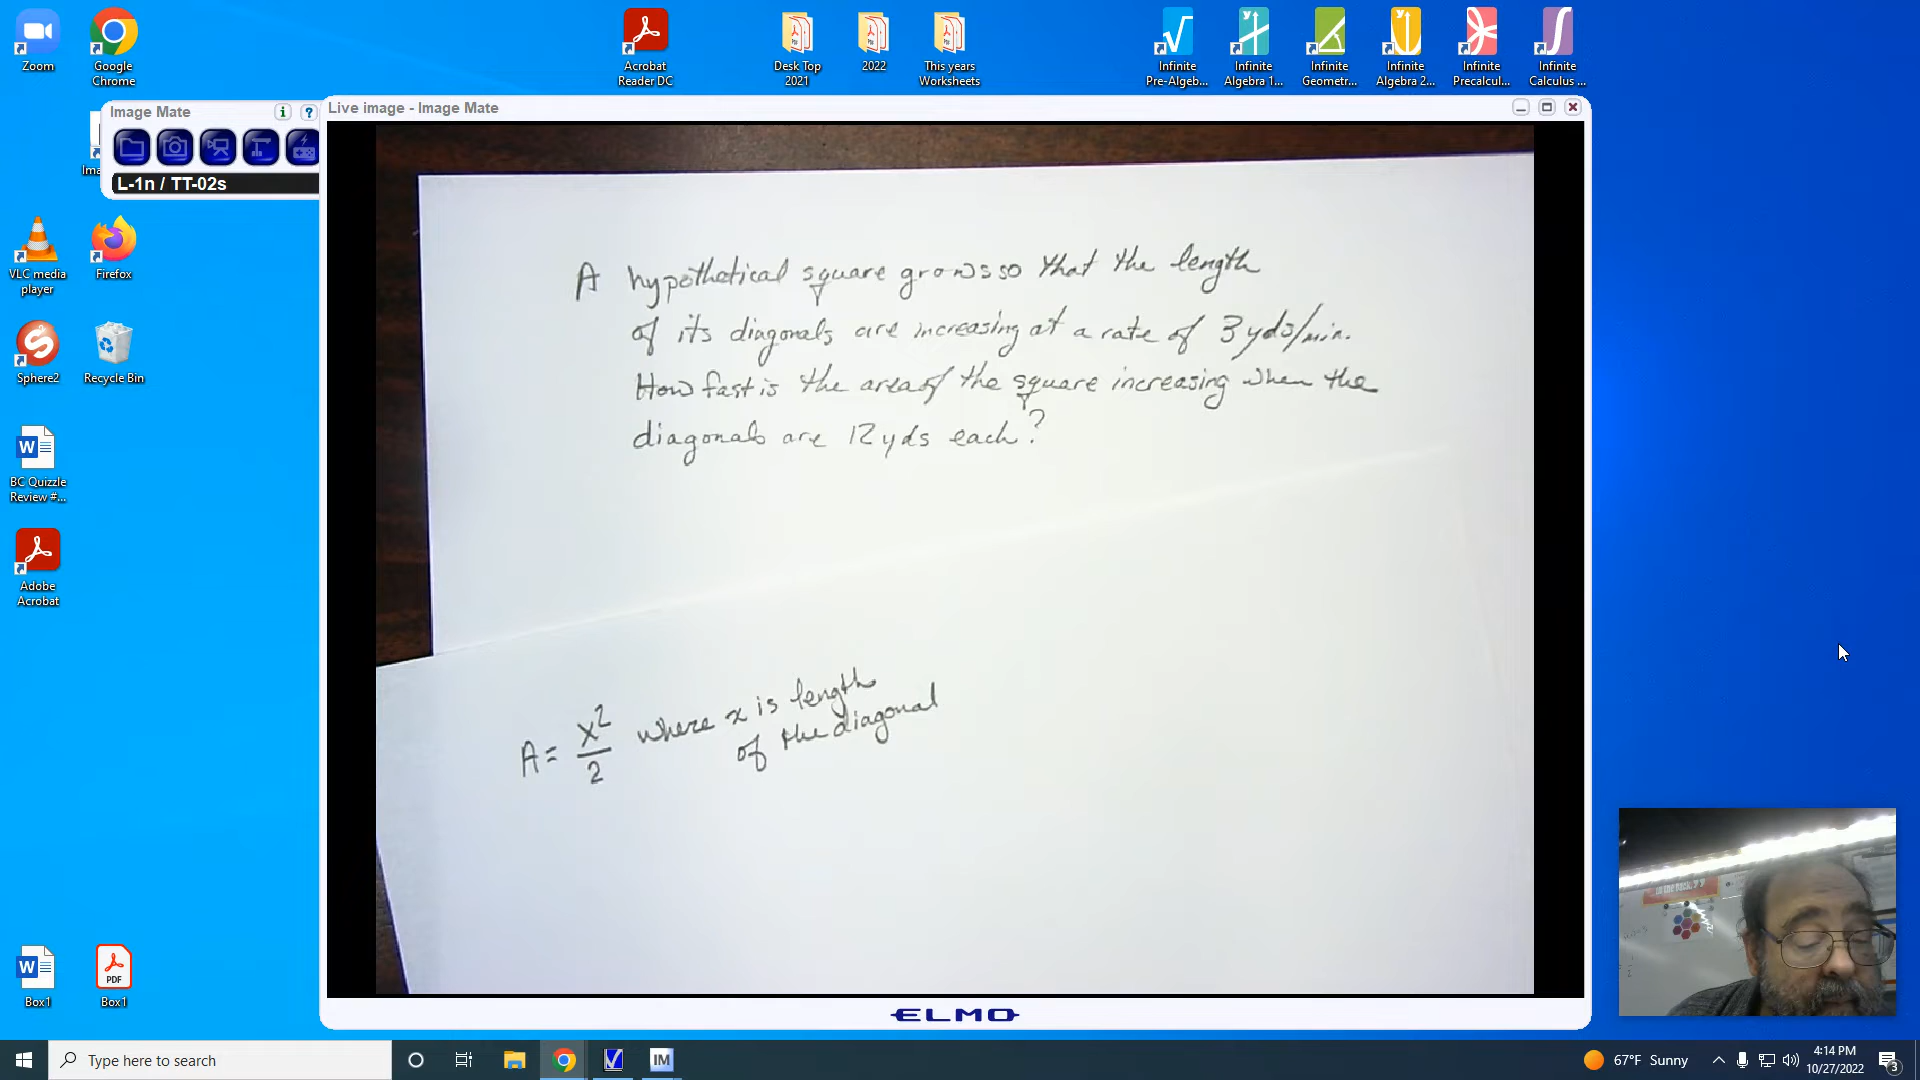 Zoom
Google Chrome
Acrobat Reader DC
Desk Top 2021
2022
This years Worksheets
Infinite Pre-Algeb...
Infinite Algebra 1...
Infinite Geometr...
Infinite Algebra 2...
Infinite Precalcul...
Infinite Calculus ...
Image Mate
Live image - Image Mate
Ima
L-1n / TT-02s
VLC media player
Firefox
Sphere2
Recycle Bin
BC Quizzle Review #...
Adobe Acrobat
Box1
PDF
Box1
A hypothetical square grows so that the length
of its diagonals are increasing at a rate of 3 yds/min.
How fast is the area of the square increasing when the
diagonals are 12 yds each?
A = x²/2 where x is length
of the diagonal
ELMO
Type here to search
IM
67°F Sunny
4:14 PM
10/27/2022
3